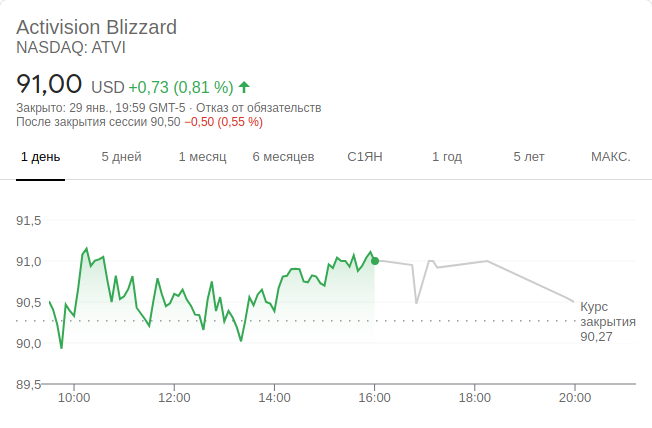 Activision Blizzard
NASDAQ: ATVI
91,00 USD +0,73 (0,81 %)
Закрыто: 29 янв., 19:59 GMT-5 · Отказ от обязательств
После закрытия сессии 90,50 −0,50 (0,55 %)
1 день 5 дней 1 месяц 6 месяцев С1ЯН 1 год 5 лет МАКС.
91,5
91,0
90,5
Курс
закрытия
90,27
90,0
89,5
10:00 12:00 14:00 16:00 18:00 20:00